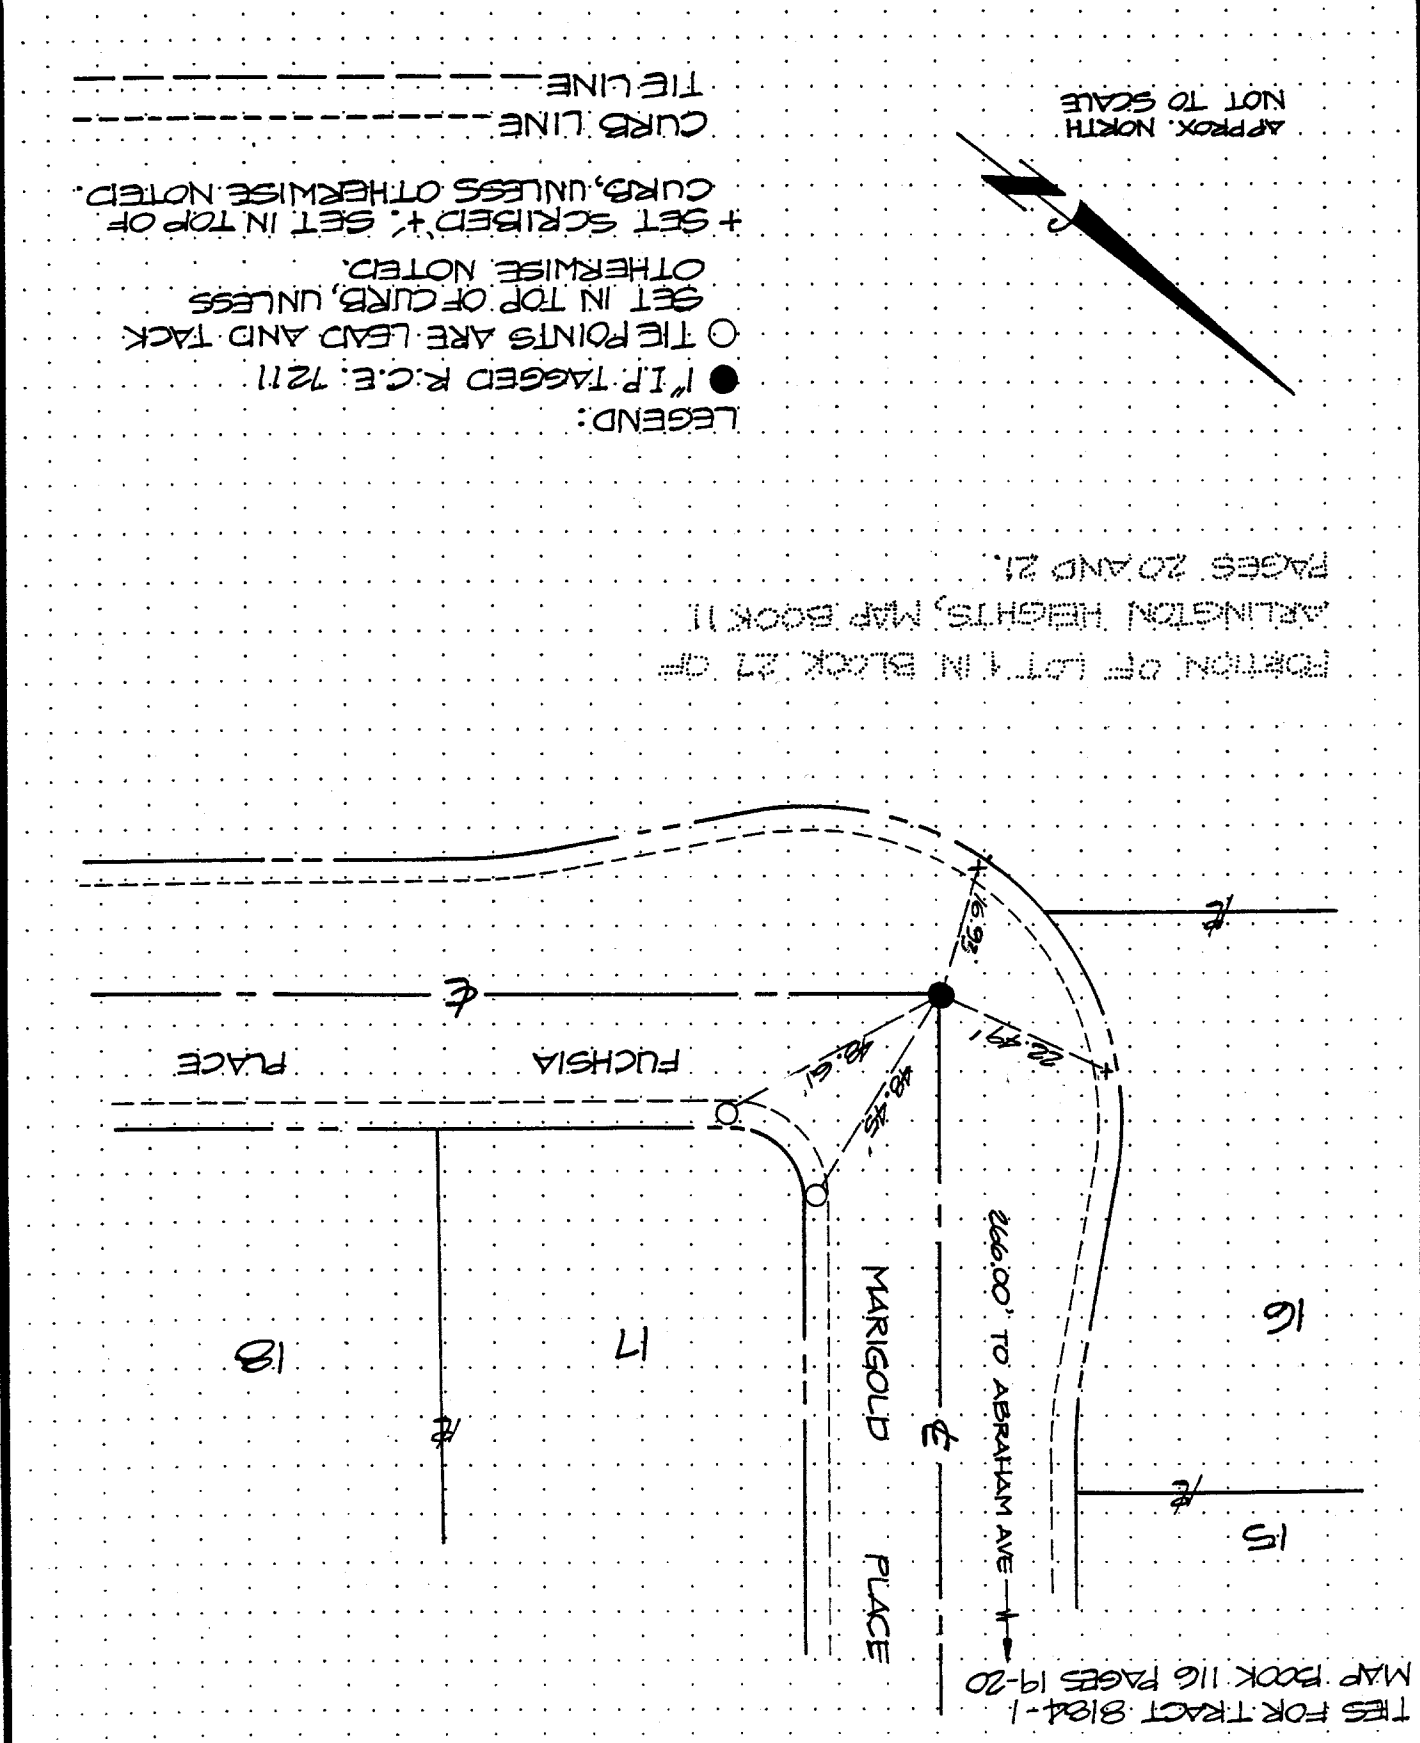 TIES FOR TRACT 8184-1
MAP BOOK 116 PAGES 19-20
15
16
17
18
266.00' TO ABRAHAM AVE
MARIGOLD PLACE
FUCHSIA PLACE
22.49'
48.45'
48.61'
16.93'
PORTION OF LOT 1 IN BLOCK 27 OF
ARLINGTON HEIGHTS, MAP BOOK 11
PAGES 20 AND 21.
LEGEND:
1" I.P. TAGGED R.C.E. 7211
TIE POINTS ARE LEAD AND TACK
SET IN TOP OF CURB, UNLESS
OTHERWISE NOTED.
+ SET SCRIBED '+' SET IN TOP OF
CURB, UNLESS OTHERWISE NOTED.
CURB LINE
TIE LINE
APPROX. NORTH
NOT TO SCALE